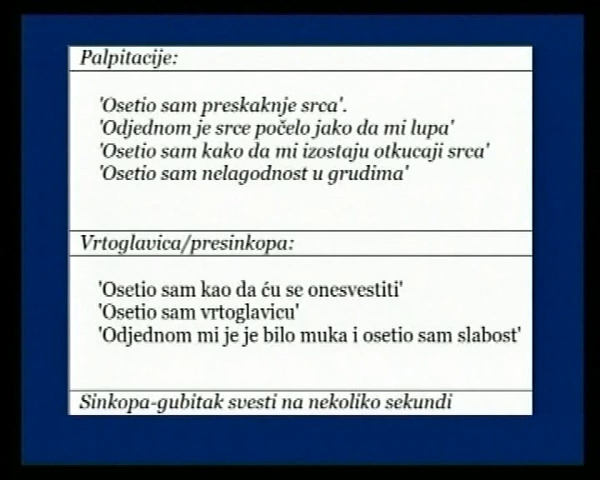 Palpitacije:
'Osetio sam preskaknje srca'.
'Odjednom je srce počelo jako da mi lupa'
'Osetio sam kako da mi izostaju otkucaji srca'
'Osetio sam nelagodnost u grudima'
Vrtoglavica/presinkopa:
'Osetio sam kao da ću se onesvestiti'
'Osetio sam vrtoglavicu'
'Odjednom mi je je bilo muka i osetio sam slabost'
Sinkopa-gubitak svesti na nekoliko sekundi